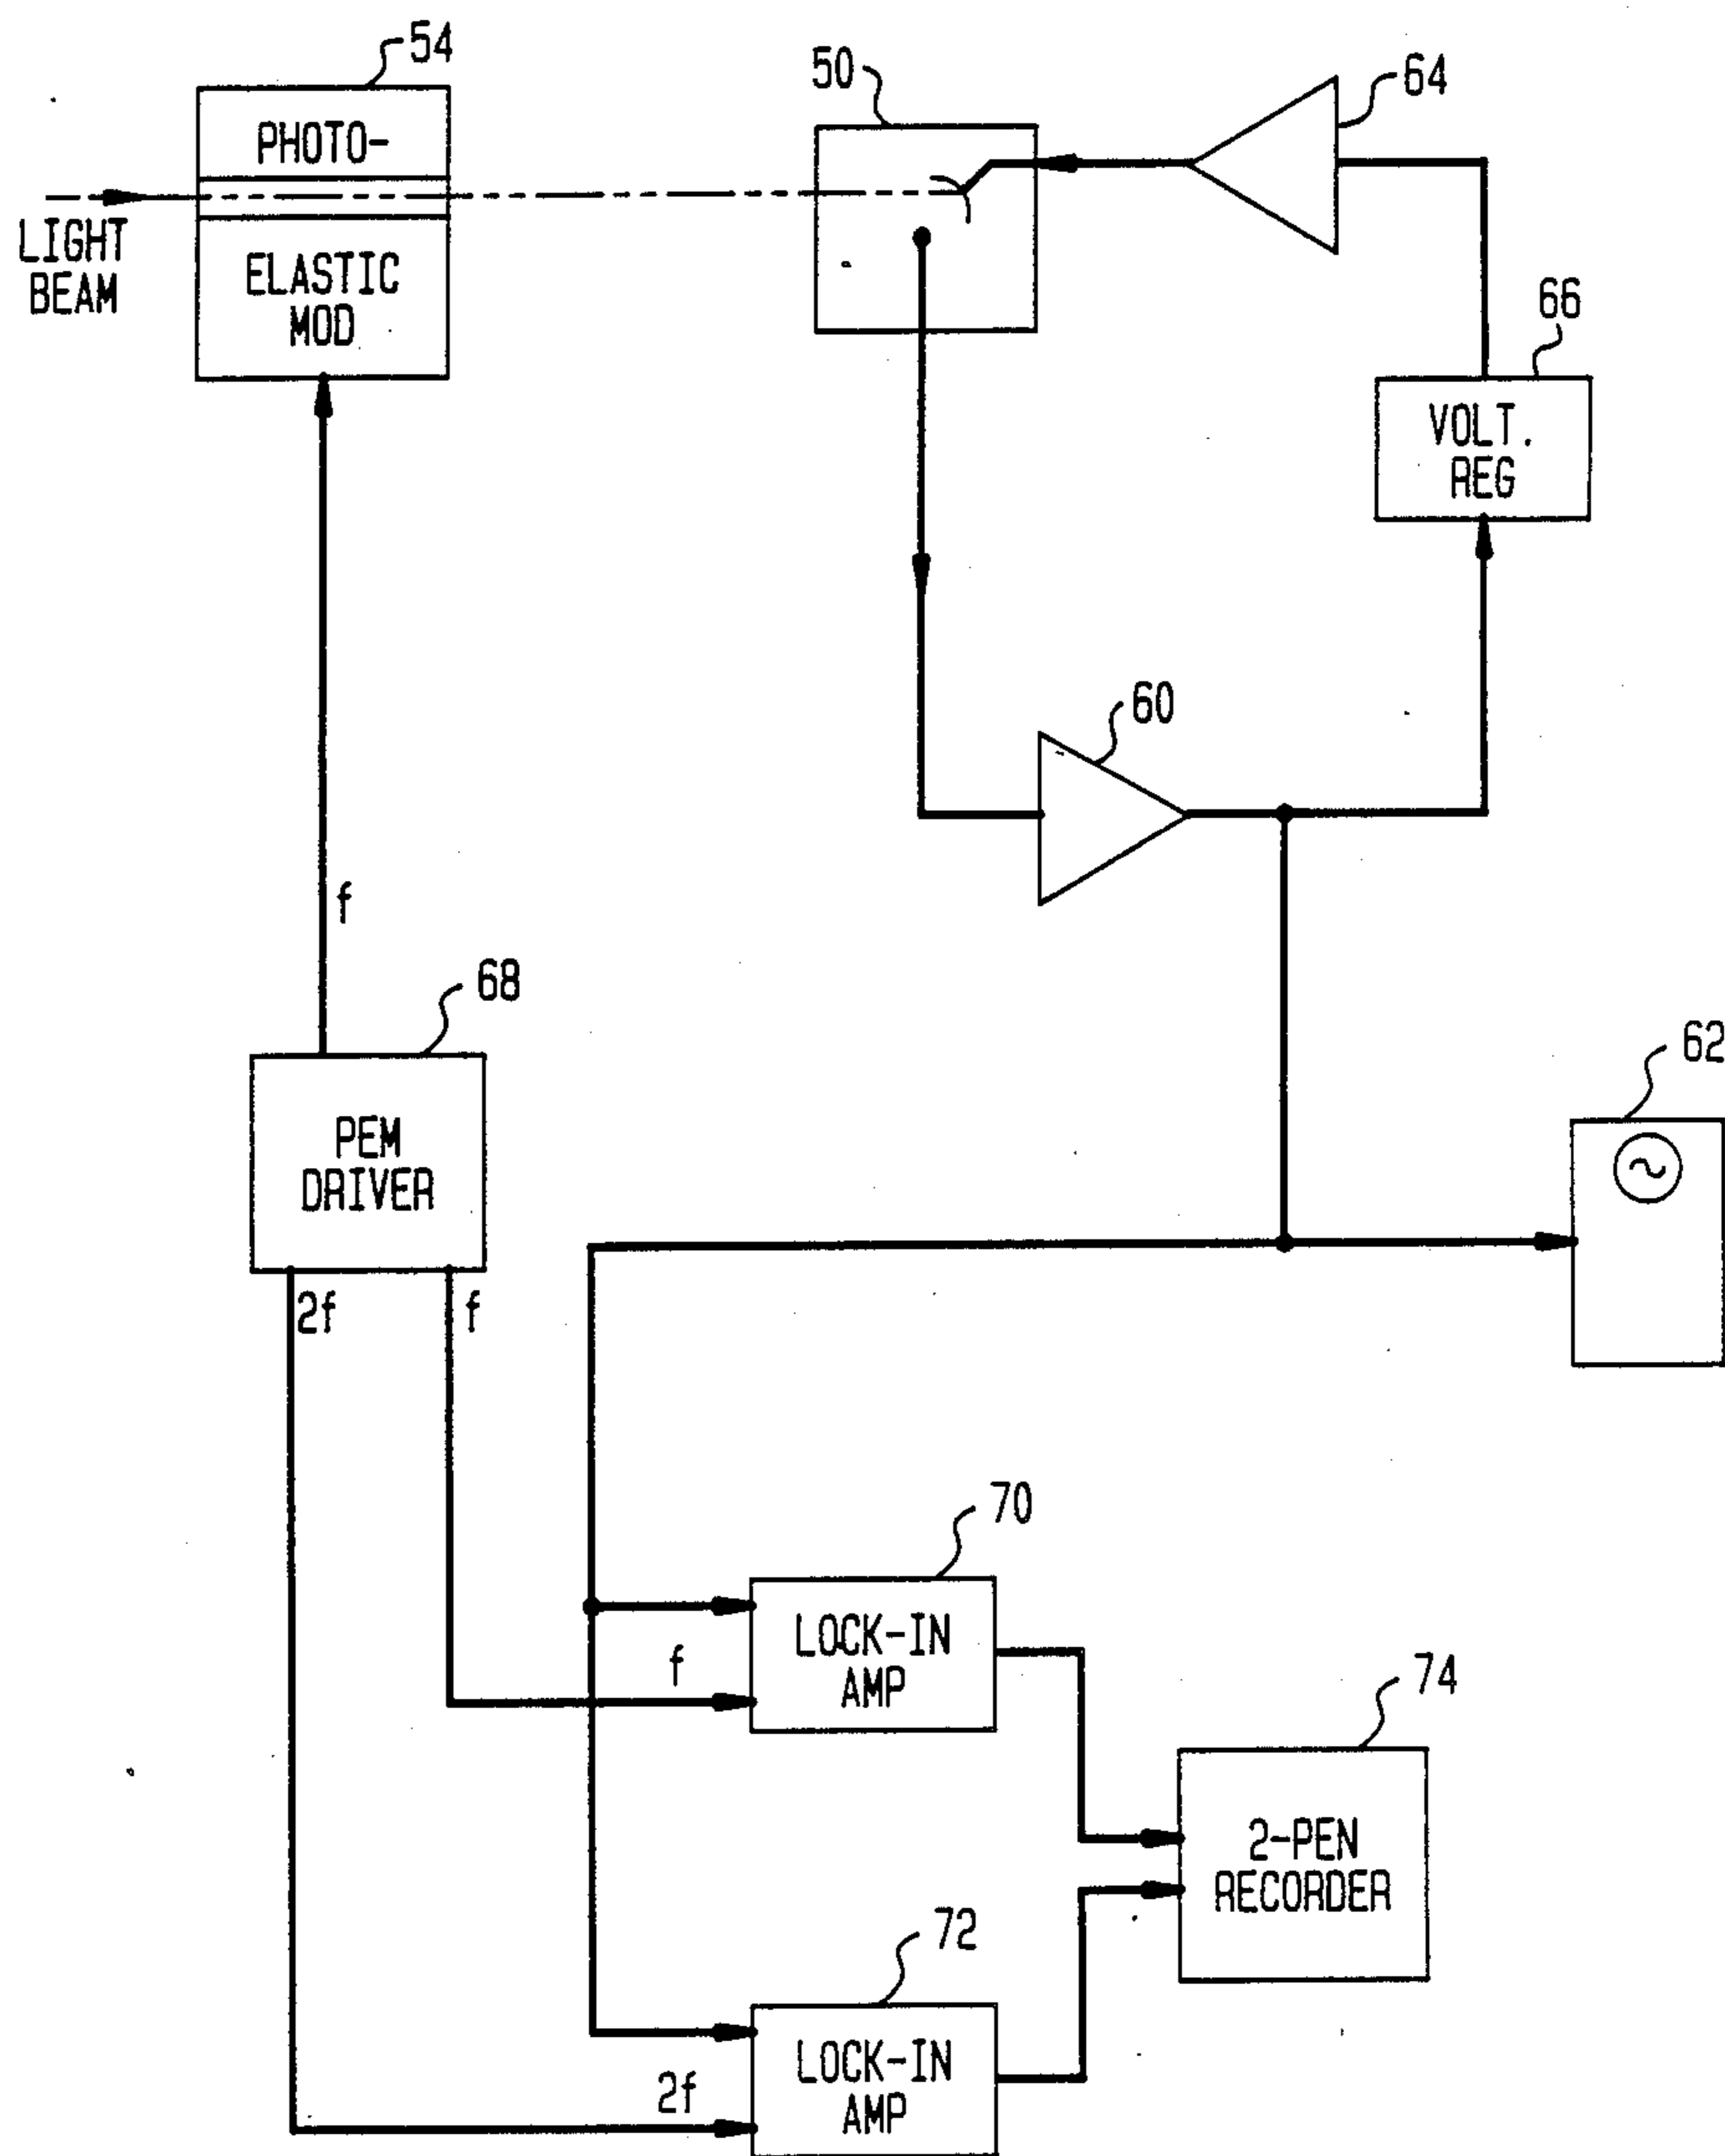 54
PHOTO-
ELASTIC
MOD
LIGHT
BEAM
50
64
66
VOLT.
REG
60
f
68
PEM
DRIVER
2f
f
62
70
LOCK-IN
AMP
f
74
2-PEN
RECORDER
72
LOCK-IN
AMP
2f